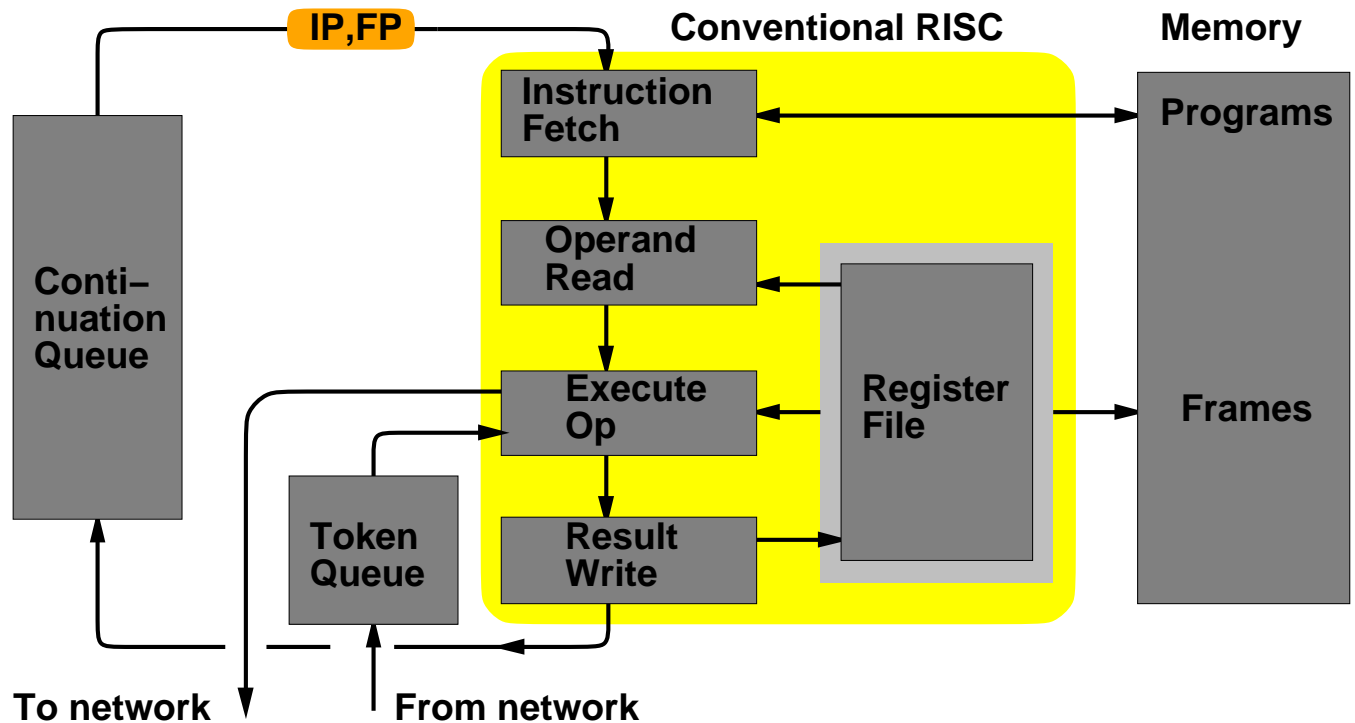 IP,FP
Conventional RISC
Memory
Instruction
Fetch
Programs
Operand
Read
Conti–
nuation
Queue
Execute
Op
Register
File
Frames
Token
Queue
Result
Write
To network
From network